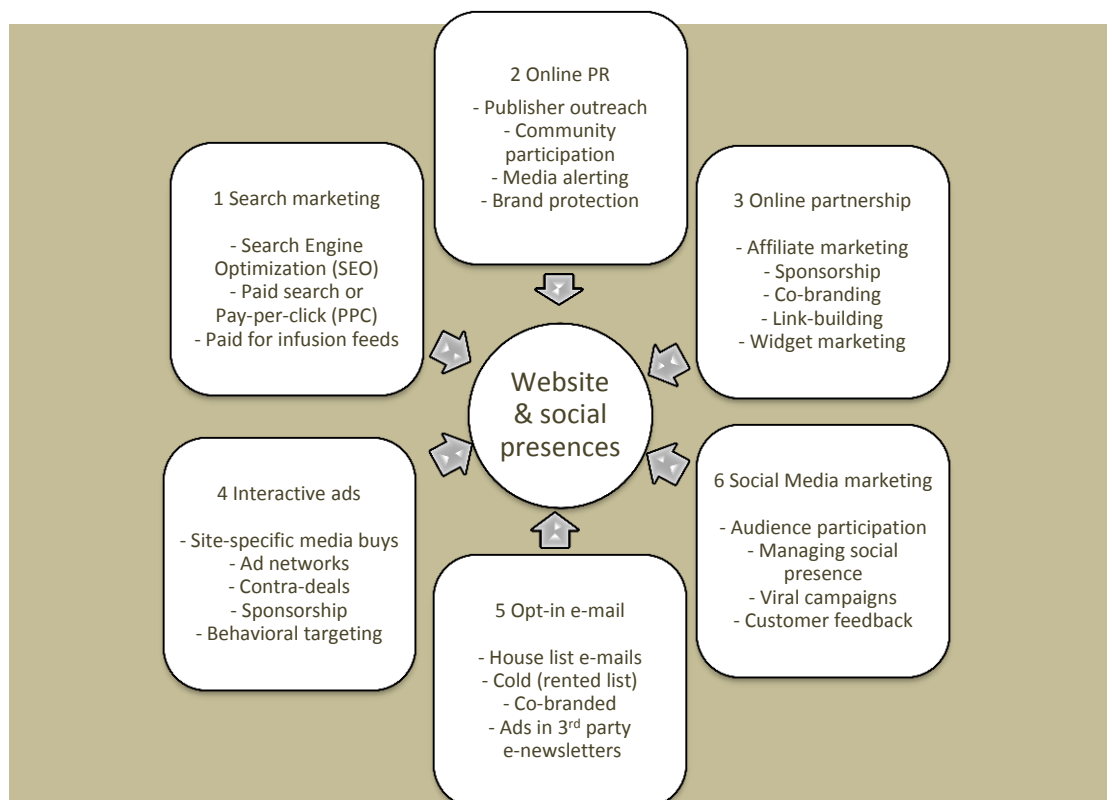 2 Online PR
- Publisher outreach
- Community
participation
- Media alerting
- Brand protection
1 Search marketing
- Search Engine
Optimization (SEO)
- Paid search or
Pay-per-click (PPC)
- Paid for infusion feeds
3 Online partnership
- Affiliate marketing
- Sponsorship
- Co-branding
- Link-building
- Widget marketing
Website
& social
presences
4 Interactive ads
- Site-specific media buys
- Ad networks
- Contra-deals
- Sponsorship
- Behavioral targeting
6 Social Media marketing
- Audience participation
- Managing social
presence
- Viral campaigns
- Customer feedback
5 Opt-in e-mail
- House list e-mails
- Cold (rented list)
- Co-branded
- Ads in 3rd party
e-newsletters